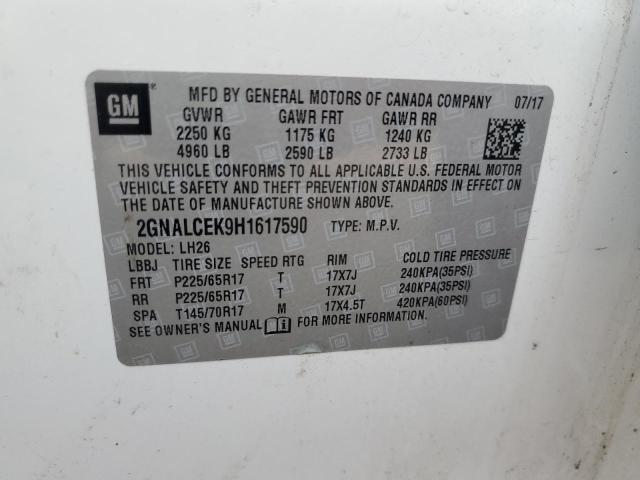 GM
MFD BY GENERAL MOTORS OF CANADA COMPANY 07/17
GVWR GAWR FRT GAWR RR
2250 KG 1175 KG 1240 KG
4960 LB 2590 LB 2733 LB
THIS VEHICLE CONFORMS TO ALL APPLICABLE U.S. FEDERAL MOTOR
VEHICLE SAFETY AND THEFT PREVENTION STANDARDS IN EFFECT ON
THE DATE OF MANUFACTURE SHOWN ABOVE.
2GNALCEK9H1617590 TYPE: M.P.V.
MODEL: LH26
LBBJ TIRE SIZE SPEED RTG RIM COLD TIRE PRESSURE
FRT P225/65R17 T 17X7J 240KPA(35PSI)
RR P225/65R17 T 17X7J 240KPA(35PSI)
SPA T145/70R17 M 17X4.5T 420KPA(60PSI)
SEE OWNER'S MANUAL FOR MORE INFORMATION.